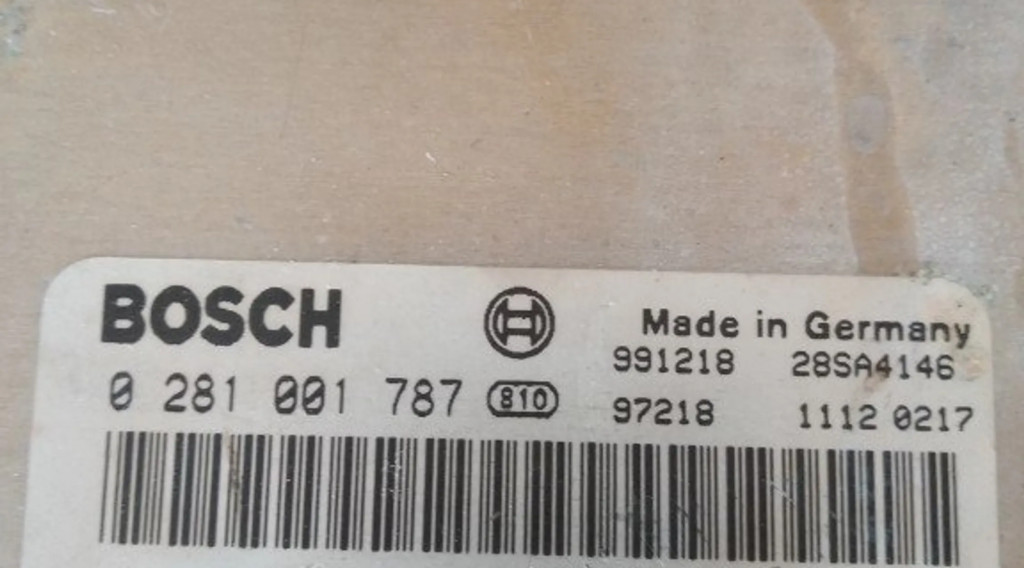 BOSCH
Made in Germany
991218 28SA4146
0 281 001 787 810
97218 1112 0217